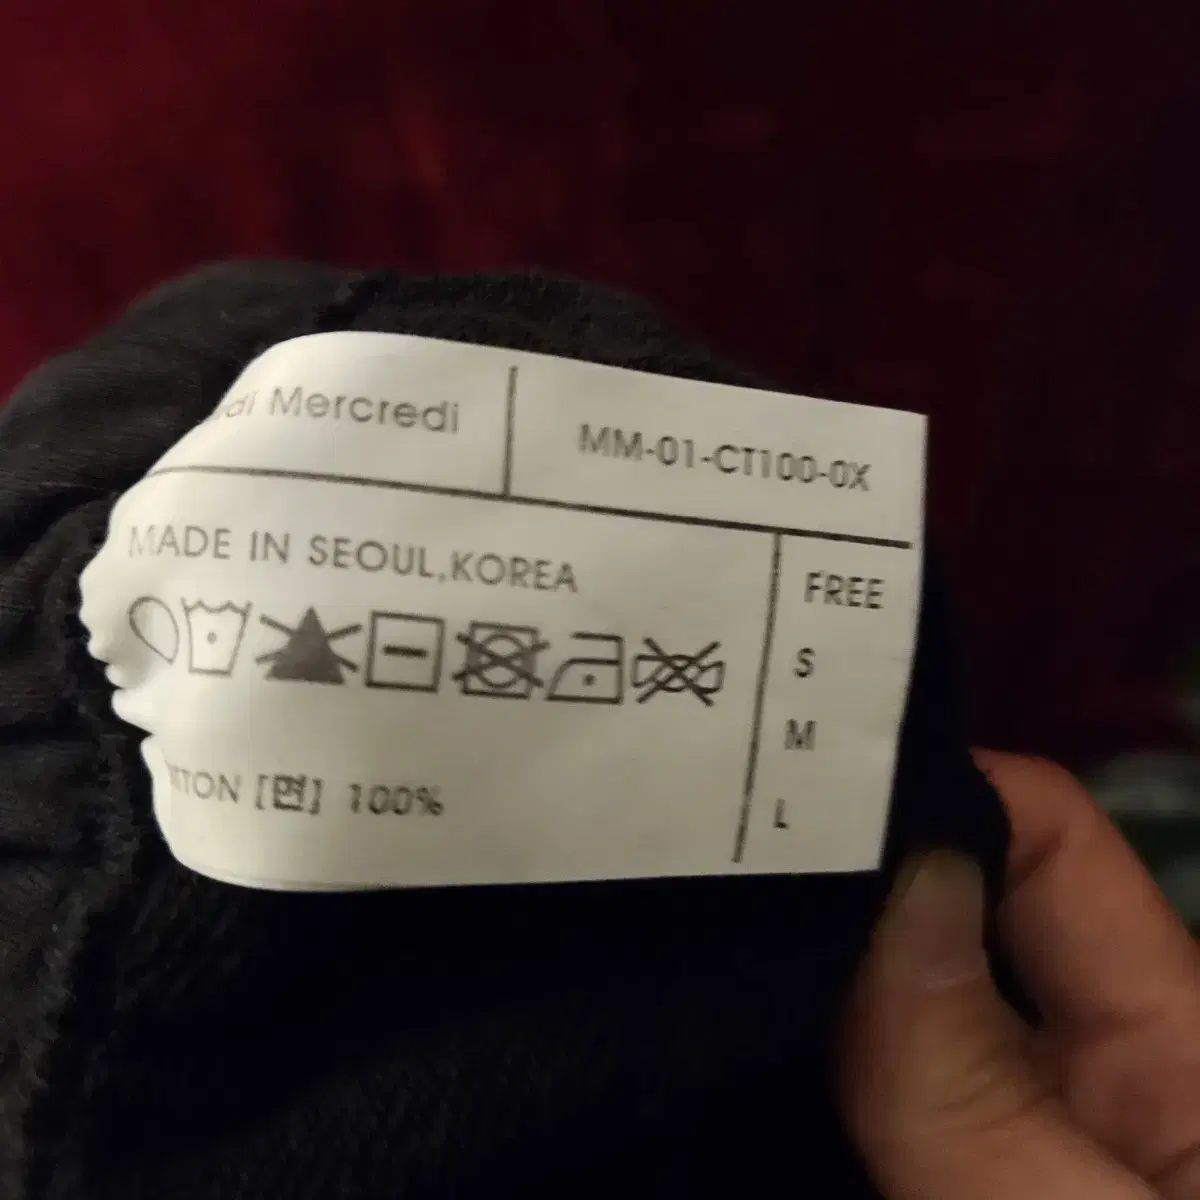 Mercredi
MM-01-CT100-0X
MADE IN SEOUL,KOREA
FREE
S
M
L
[면] 100%